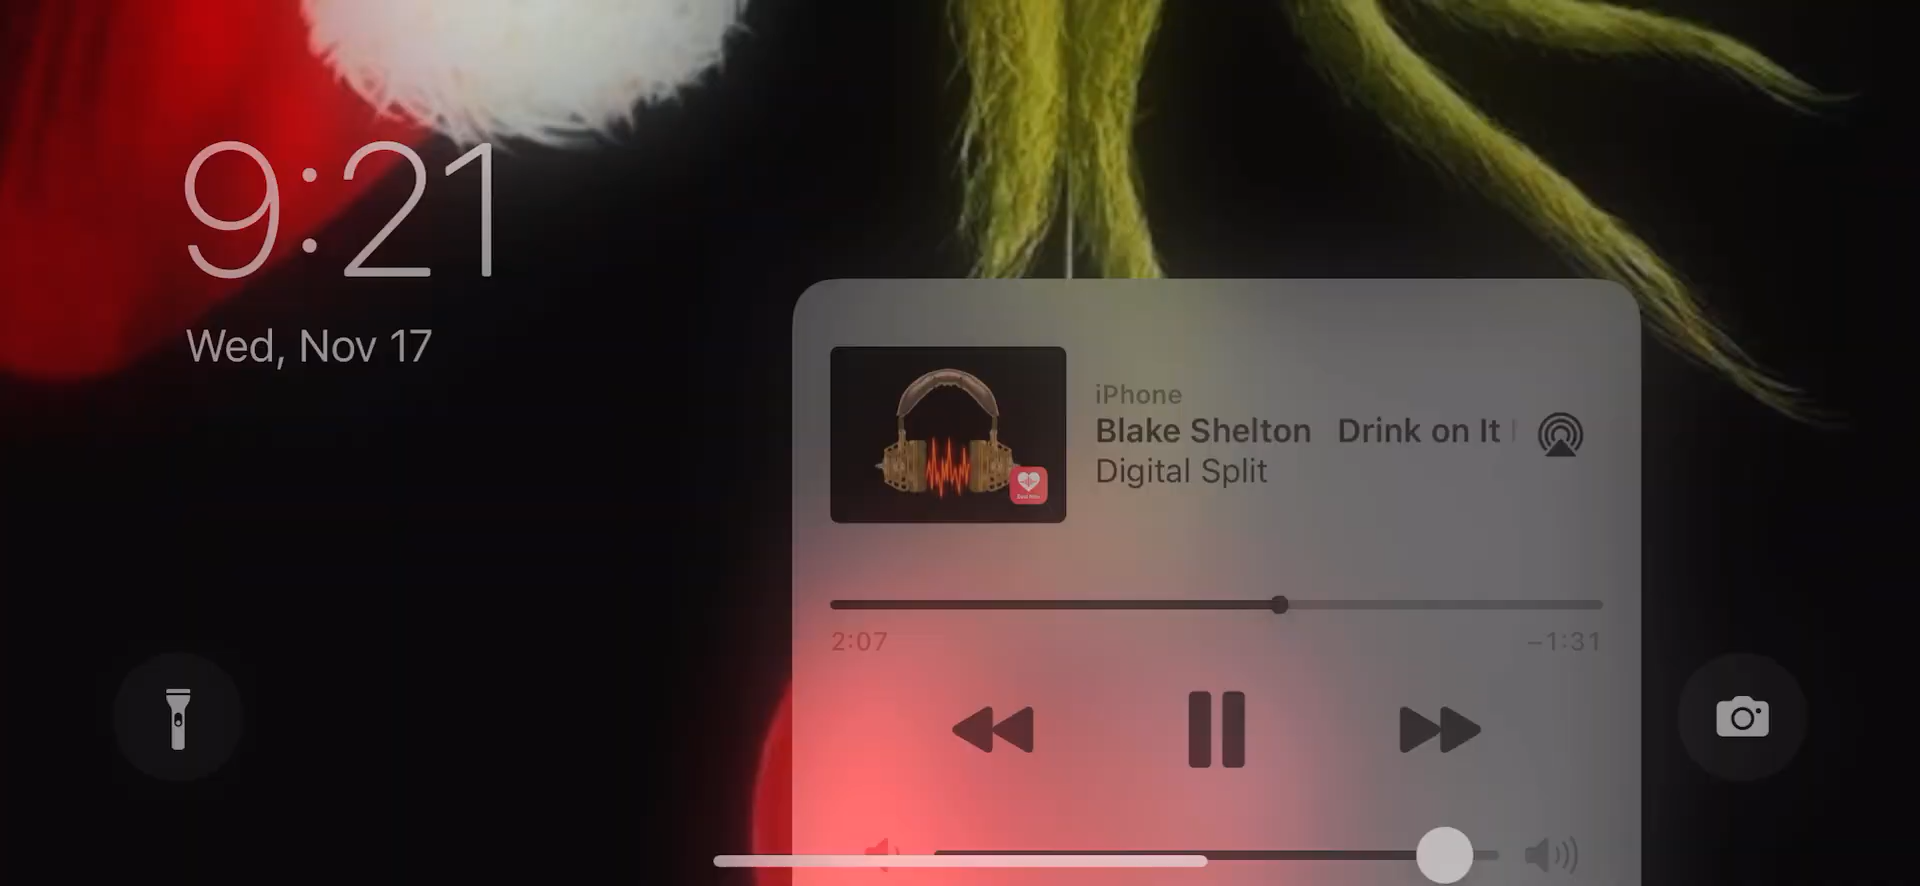 9:21
Wed, Nov 17
iPhone
Blake Shelton Drink on It
Digital Split
2:07
-1:31